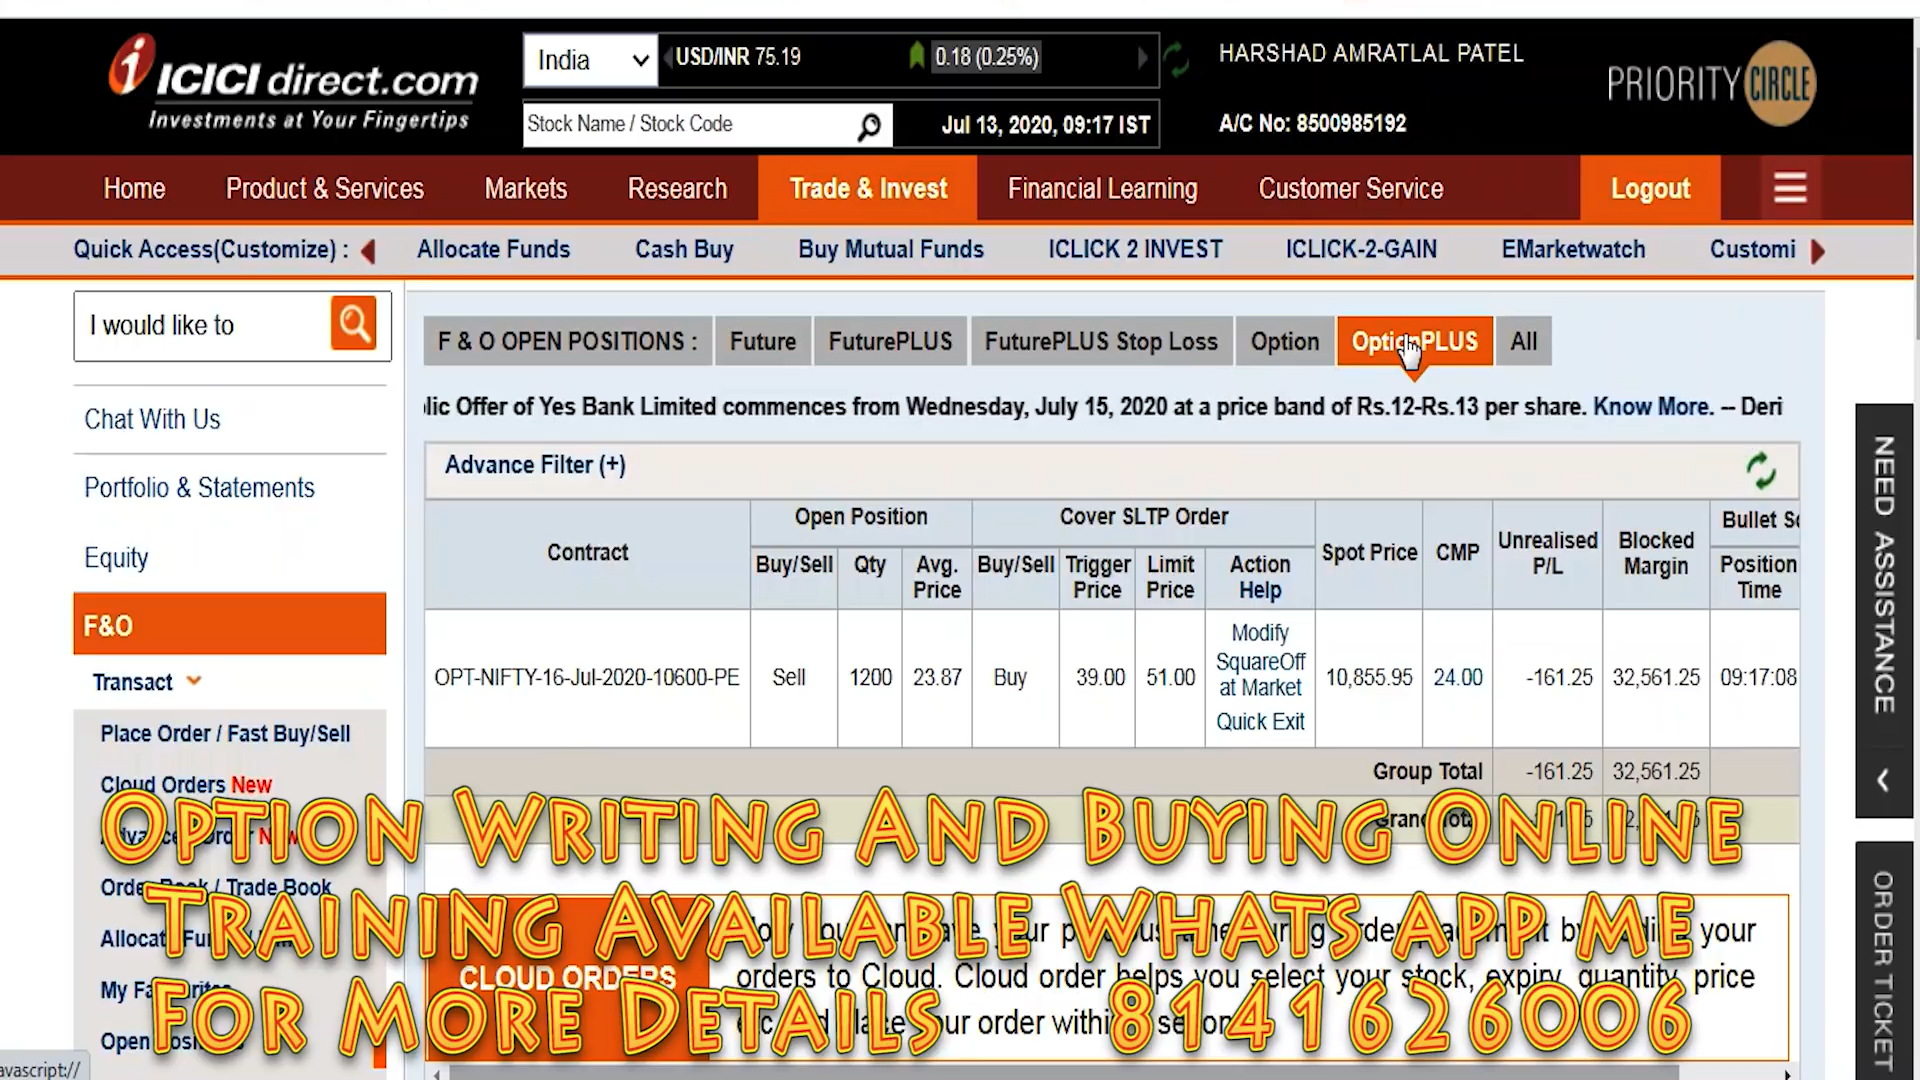 ICICI direct.com
Investments at Your Fingertips
India
USD/INR 75.19
0.18 (0.25%)
Stock Name / Stock Code
Jul 13, 2020, 09:17 IST
HARSHAD AMRATLAL PATEL
A/C No: 8500985192
PRIORITY CIRCLE
Home Product & Services Markets Research Trade & Invest Financial Learning Customer Service Logout
Quick Access(Customize) : Allocate Funds Cash Buy Buy Mutual Funds ICLICK 2 INVEST ICLICK-2-GAIN EMarketwatch Customi
I would like to
Chat With Us
Portfolio & Statements
Equity
F&O
Transact
Place Order / Fast Buy/Sell
Cloud Orders New
Order Book / Trade Book
F & O OPEN POSITIONS : Future FuturePLUS FuturePLUS Stop Loss Option OptionPLUS All
lic Offer of Yes Bank Limited commences from Wednesday, July 15, 2020 at a price band of Rs.12-Rs.13 per share. Know More. -- Deri
Advance Filter (+)
Contract Open Position Cover SLTP Order Spot Price CMP Unrealised P/L Blocked Margin Bullet
Buy/Sell Qty Avg. Price Buy/Sell Trigger Price Limit Price Action Help Position Time
OPT-NIFTY-16-Jul-2020-10600-PE Sell 1200 23.87 Buy 39.00 51.00 Modify SquareOff at Market Quick Exit 10,855.95 24.00 -161.25 32,561.25 09:17:08
Group Total -161.25 32,561.25
CLOUD ORDERS
your
orders to Cloud. Cloud order helps you select your stock, expiry, quantity, price
Option Writing And Buying Online
Training Available Whats App Me
For More Details 8141626006
NEED ASSISTANCE
ORDER TICKET
avascript://